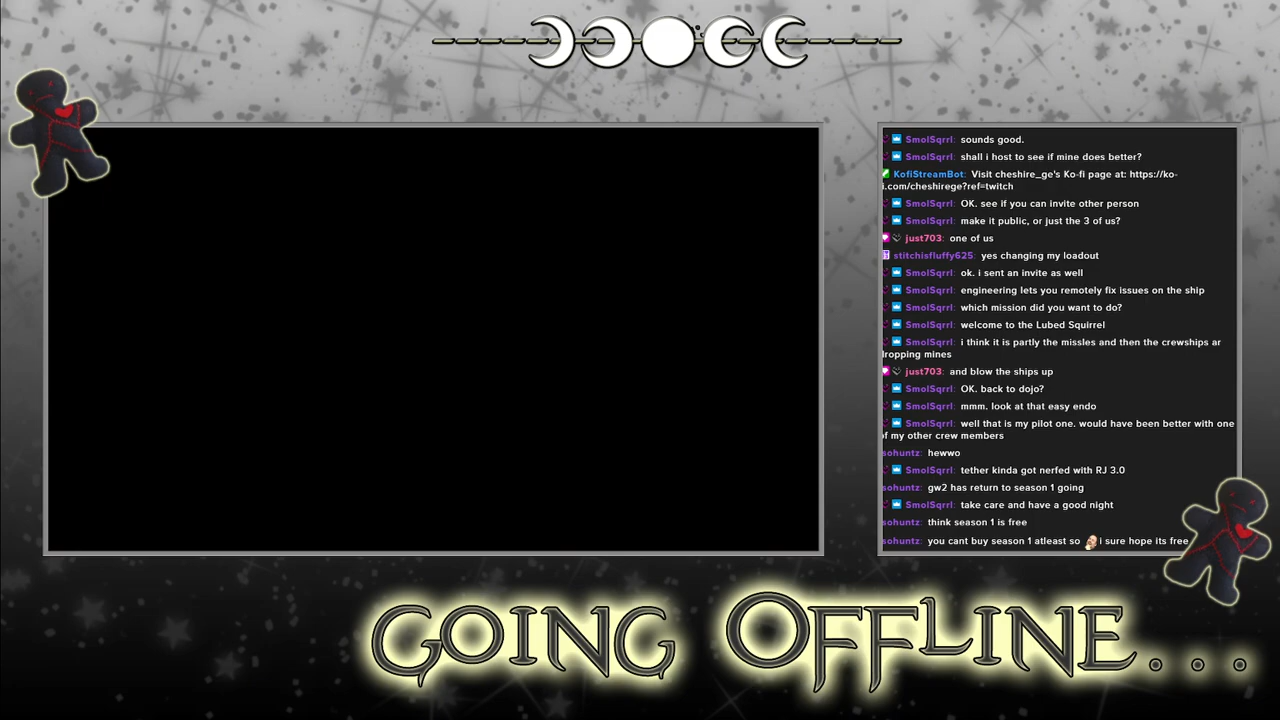 SmolSqrrl: sounds good.
SmolSqrrl: shall i host to see if mine does better?
KofiStreamBot: Visit cheshire_ge's Ko-fi page at: https://ko-
i.com/cheshirege?ref=twitch
SmolSqrrl: OK. see if you can invite other person
SmolSqrrl: make it public, or just the 3 of us?
just703: one of us
stitchisfluffy625: yes changing my loadout
SmolSqrrl: ok. i sent an invite as well
SmolSqrrl: engineering lets you remotely fix issues on the ship
SmolSqrrl: which mission did you want to do?
SmolSqrrl: welcome to the Lubed Squirrel
SmolSqrrl: i think it is partly the missles and then the crewships ar
dropping mines
just703: and blow the ships up
SmolSqrrl: OK. back to dojo?
SmolSqrrl: mmm. look at that easy endo
SmolSqrrl: well that is my pilot one. would have been better with one
of my other crew members
sohuntz: hewwo
SmolSqrrl: tether kinda got nerfed with RJ 3.0
sohuntz: gw2 has return to season 1 going
SmolSqrrl: take care and have a good night
sohuntz: think season 1 is free
sohuntz: you cant buy season 1 atleast so i sure hope its free
Going Offline...